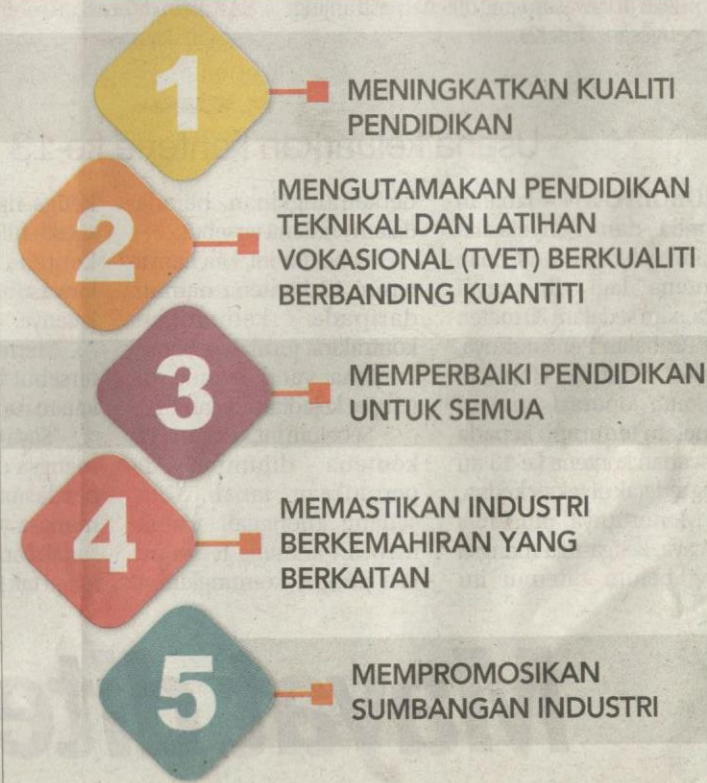 1
MENINGKATKAN KUALITI
PENDIDIKAN
2
MENGUTAMAKAN PENDIDIKAN
TEKNIKAL DAN LATIHAN
VOKASIONAL (TVET) BERKUALITI
BERBANDING KUANTITI
3
MEMPERBAIKI PENDIDIKAN
UNTUK SEMUA
4
MEMASTIKAN INDUSTRI
BERKEMAHIRAN YANG
BERKAITAN
5
MEMPROMOSIKAN
SUMBANGAN INDUSTRI